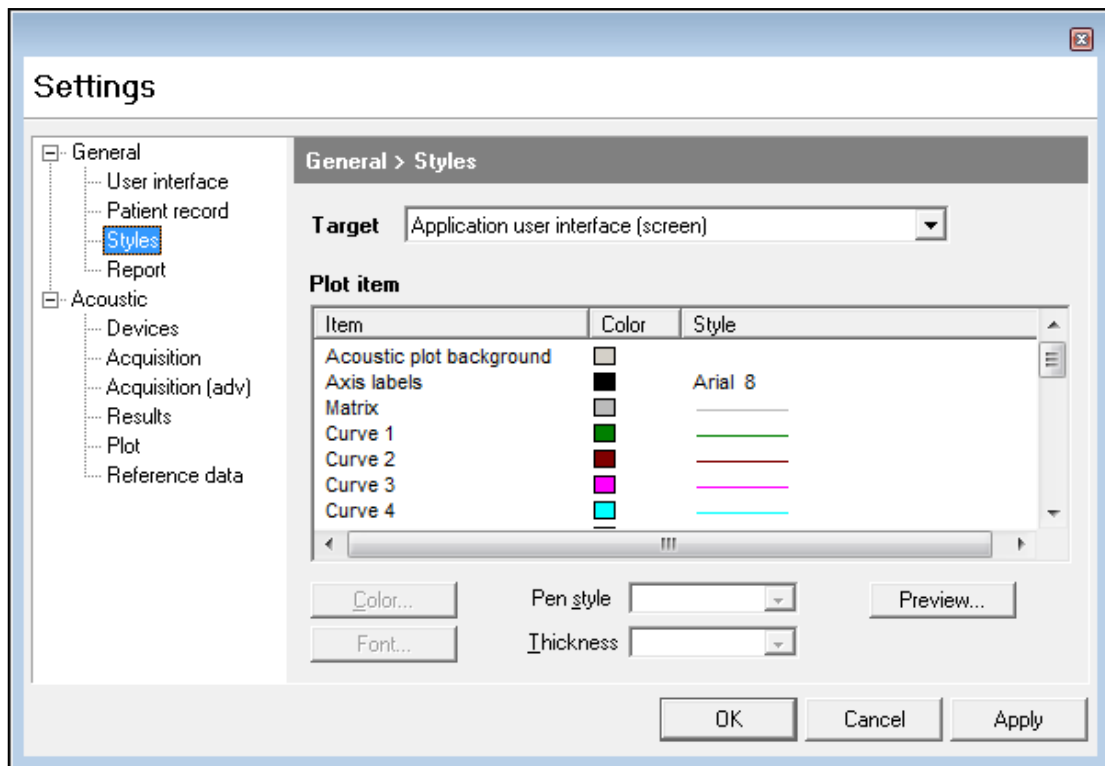 Settings
General
User interface
Patient record
Styles
Report
Acoustic
Devices
Acquisition
Acquisition (adv)
Results
Plot
Reference data
General > Styles
Target Application user interface (screen)
Plot item
Item Color Style
Acoustic plot background
Axis labels Arial 8
Matrix
Curve 1
Curve 2
Curve 3
Curve 4
Color... Pen style Preview...
Font... Thickness
OK Cancel Apply